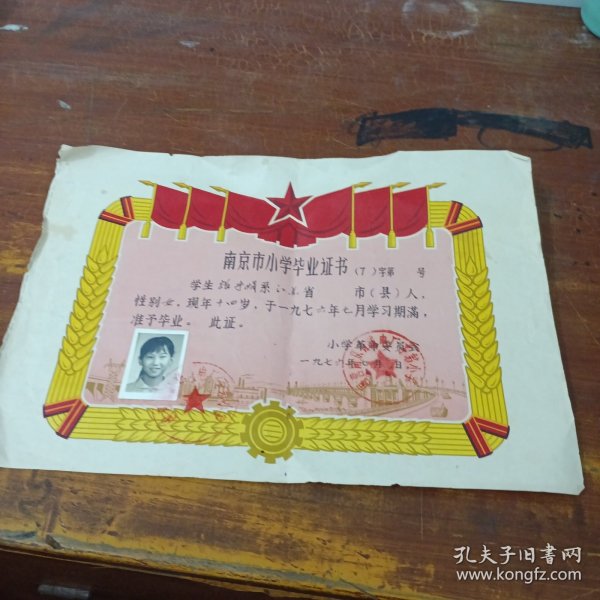 南京市小学毕业证书 (7)字第 号
学生 系江苏省 市(县)人,
性别女,现年十四岁,于一九七六年七月学习期满,
准予毕业。 此证。
小学革命委员会
一九七六年 月 日
孔夫子旧书网
www.kongfz.com